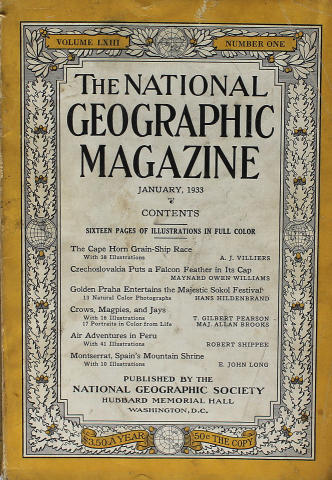 VOLUME LXIII NUMBER ONE
THE NATIONAL
GEOGRAPHIC
MAGAZINE
JANUARY, 1933
CONTENTS
SIXTEEN PAGES OF ILLUSTRATIONS IN FULL COLOR
The Cape Horn Grain-Ship Race
With 38 Illustrations A. J. VILLIERS
Czechoslovakia Puts a Falcon Feather in Its Cap
MAYNARD OWEN WILLIAMS
Golden Praha Entertains the Majestic Sokol Festival
13 Natural Color Photographs HANS HILDENBRAND
Crows, Magpies, and Jays
With 16 Illustrations T. GILBERT PEARSON
17 Portraits in Color from Life MAJ. ALLAN BROOKS
Air Adventures in Peru
With 41 Illustrations ROBERT SHIPPEE
Montserrat, Spain's Mountain Shrine
With 10 Illustrations E. JOHN LONG
PUBLISHED BY THE
NATIONAL GEOGRAPHIC SOCIETY
HUBBARD MEMORIAL HALL
WASHINGTON, D.C.
$3.50 A YEAR 50¢ THE COPY